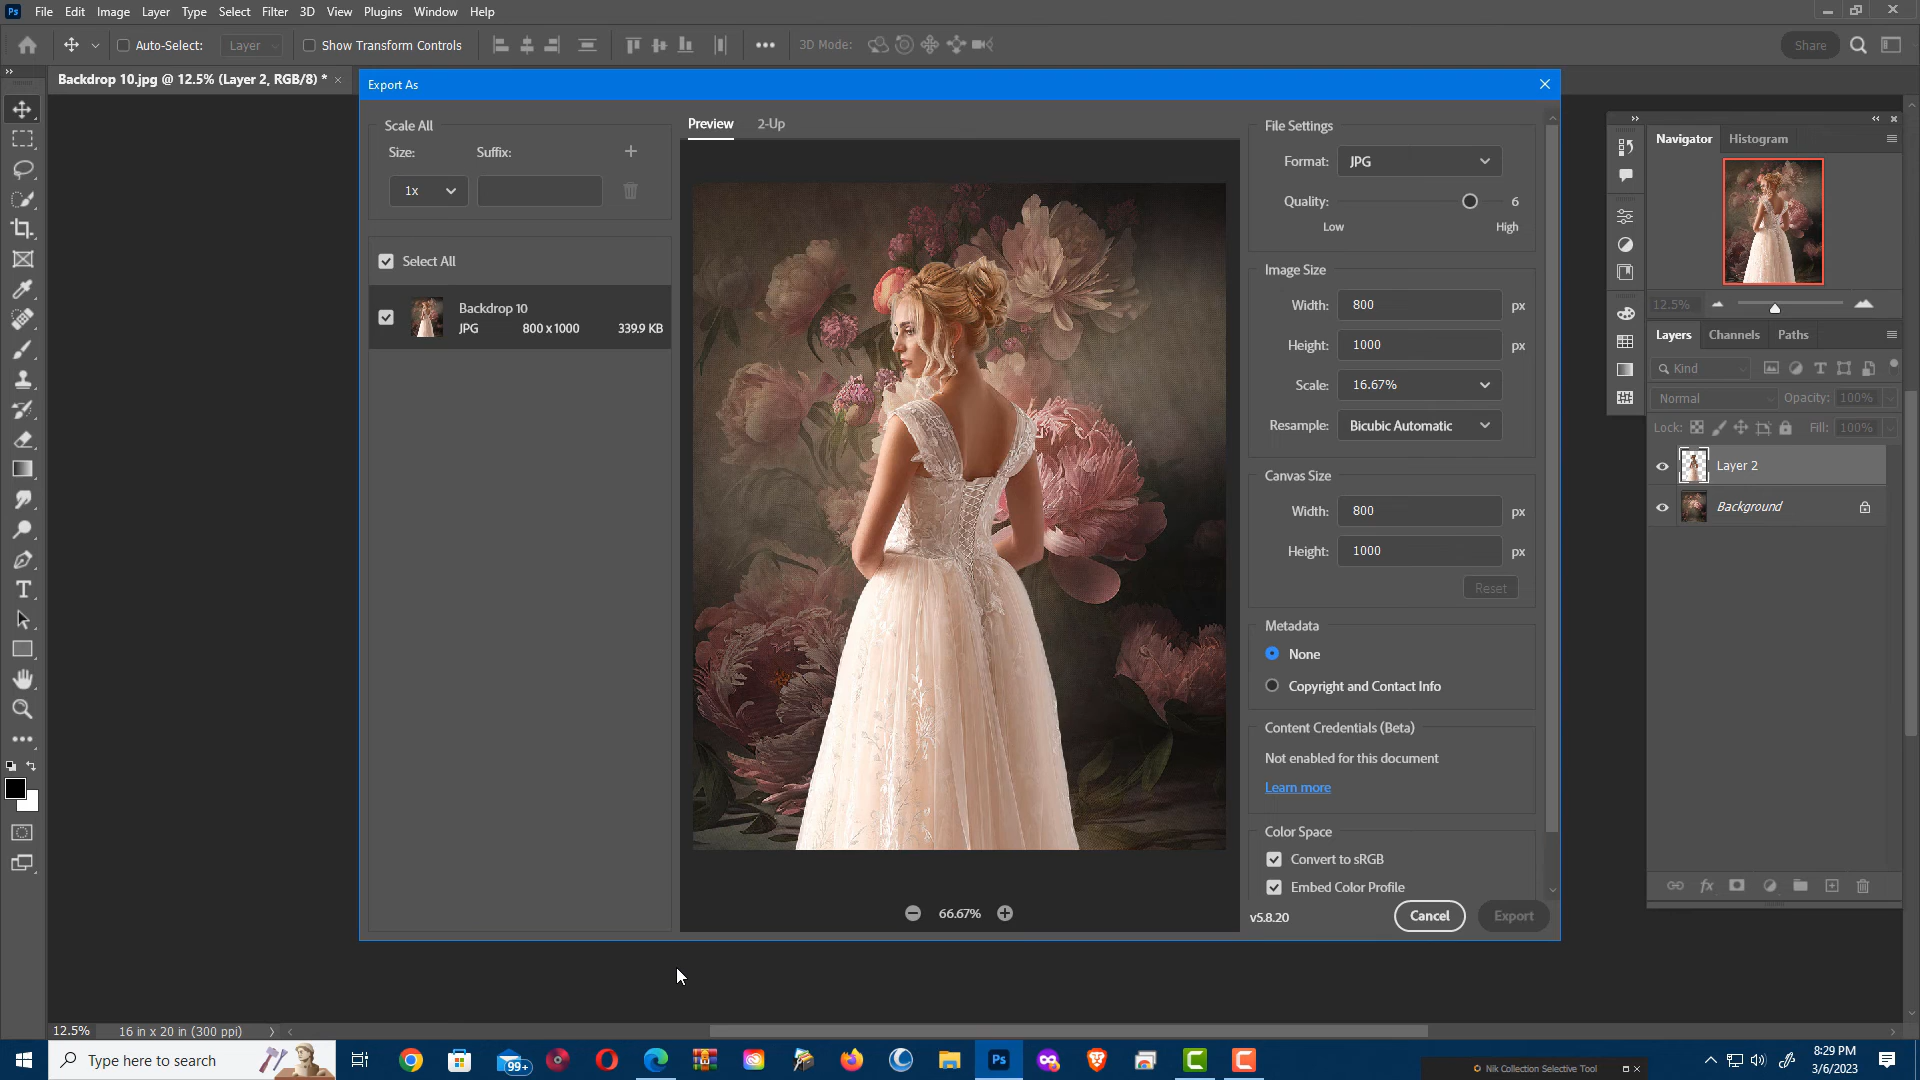 Ps File Edit Image Layer Type Select Filter 3D View Plugins Window Help
Auto-Select: Layer Show Transform Controls 3D Mode: Share
Backdrop 10.jpg @ 12.5% (Layer 2, RGB/8) * ×
Export As
Scale All
Size: Suffix:
1x
Select All
Backdrop 10
JPG 800 x 1000 339.9 KB
Preview 2-Up
66.67%
File Settings
Format: JPG
Quality: 6
Low High
Image Size
Width: 800 px
Height: 1000 px
Scale: 16.67%
Resample: Bicubic Automatic
Canvas Size
Width: 800 px
Height: 1000 px
Reset
Metadata
None
Copyright and Contact Info
Content Credentials (Beta)
Not enabled for this document
Learn more
Color Space
Convert to sRGB
Embed Color Profile
v5.8.20 Cancel Export
Navigator Histogram
12.5%
Layers Channels Paths
Kind
Normal Opacity: 100%
Lock: Fill: 100%
Layer 2
Background
fx
12.5% 16 in x 20 in (300 ppi)
Type here to search
99+
Ps
Nik Collection Selective Tool
8:29 PM
3/6/2023